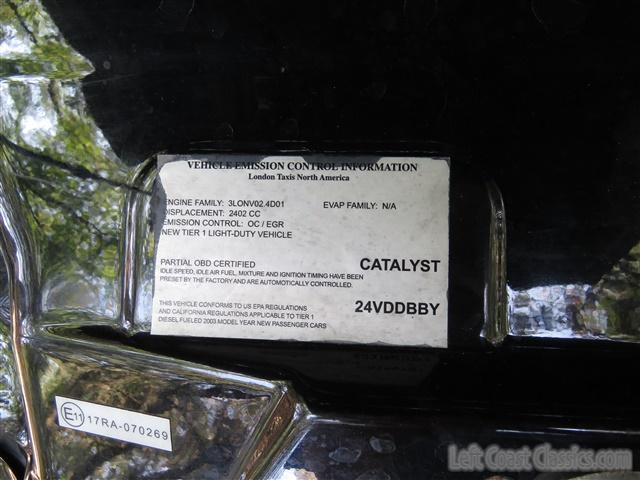 VEHICLE EMISSION CONTROL INFORMATION
London Taxis North America
ENGINE FAMILY: 3LONV02.4D01 EVAP FAMILY: N/A
DISPLACEMENT: 2402 CC
EMISSION CONTROL: OC / EGR
NEW TIER 1 LIGHT-DUTY VEHICLE
PARTIAL OBD CERTIFIED CATALYST
IDLE SPEED, IDLE AIR FUEL, MIXTURE AND IGNITION TIMING HAVE BEEN
PRESET BY THE FACTORY AND ARE AUTOMATICALLY CONTROLLED.
THIS VEHICLE CONFORMS TO US EPA REGULATIONS 24VDDBBY
AND CALIFORNIA REGULATIONS APPLICABLE TO TIER 1
DIESEL FUELED 2003 MODEL YEAR NEW PASSENGER CARS
E11 17RA-070269
Left Coast Classics.com